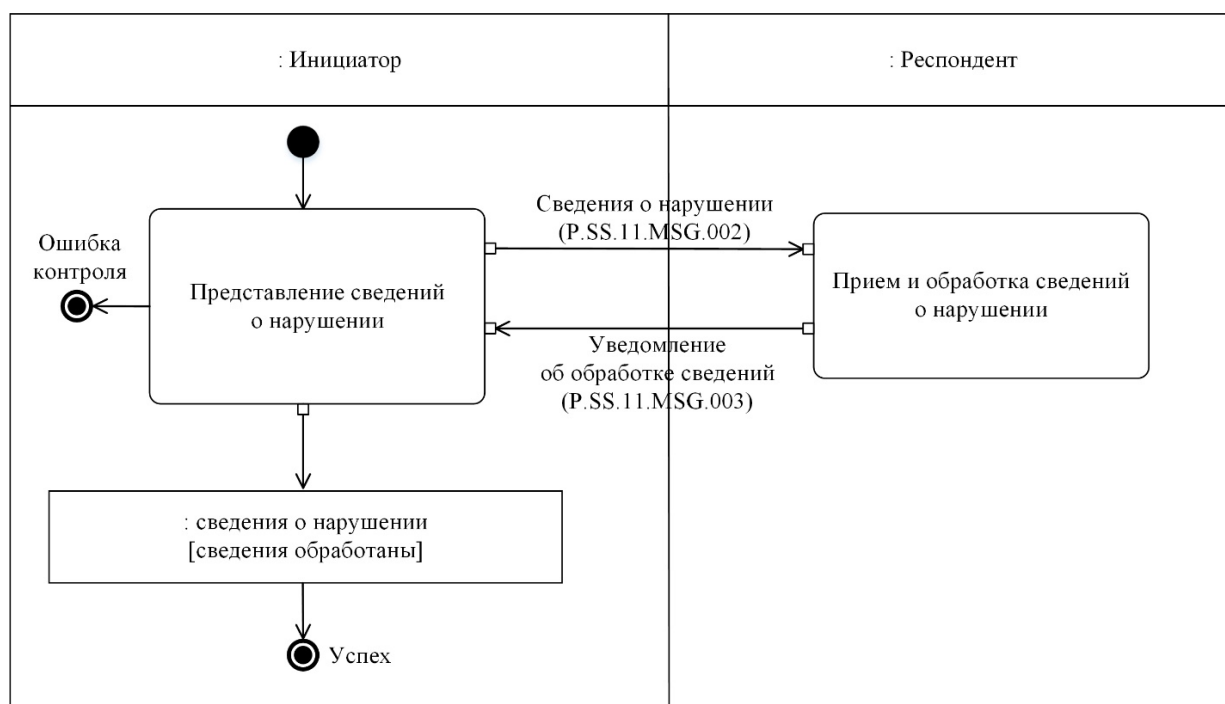 : Инициатор
: Респондент
Сведения о нарушении
(P.SS.11.MSG.002)
Ошибка
контроля
Представление сведений
о нарушении
Прием и обработка сведений
о нарушении
Уведомление
об обработке сведений
(P.SS.11.MSG.003)
: сведения о нарушении
[сведения обработаны]
Успех